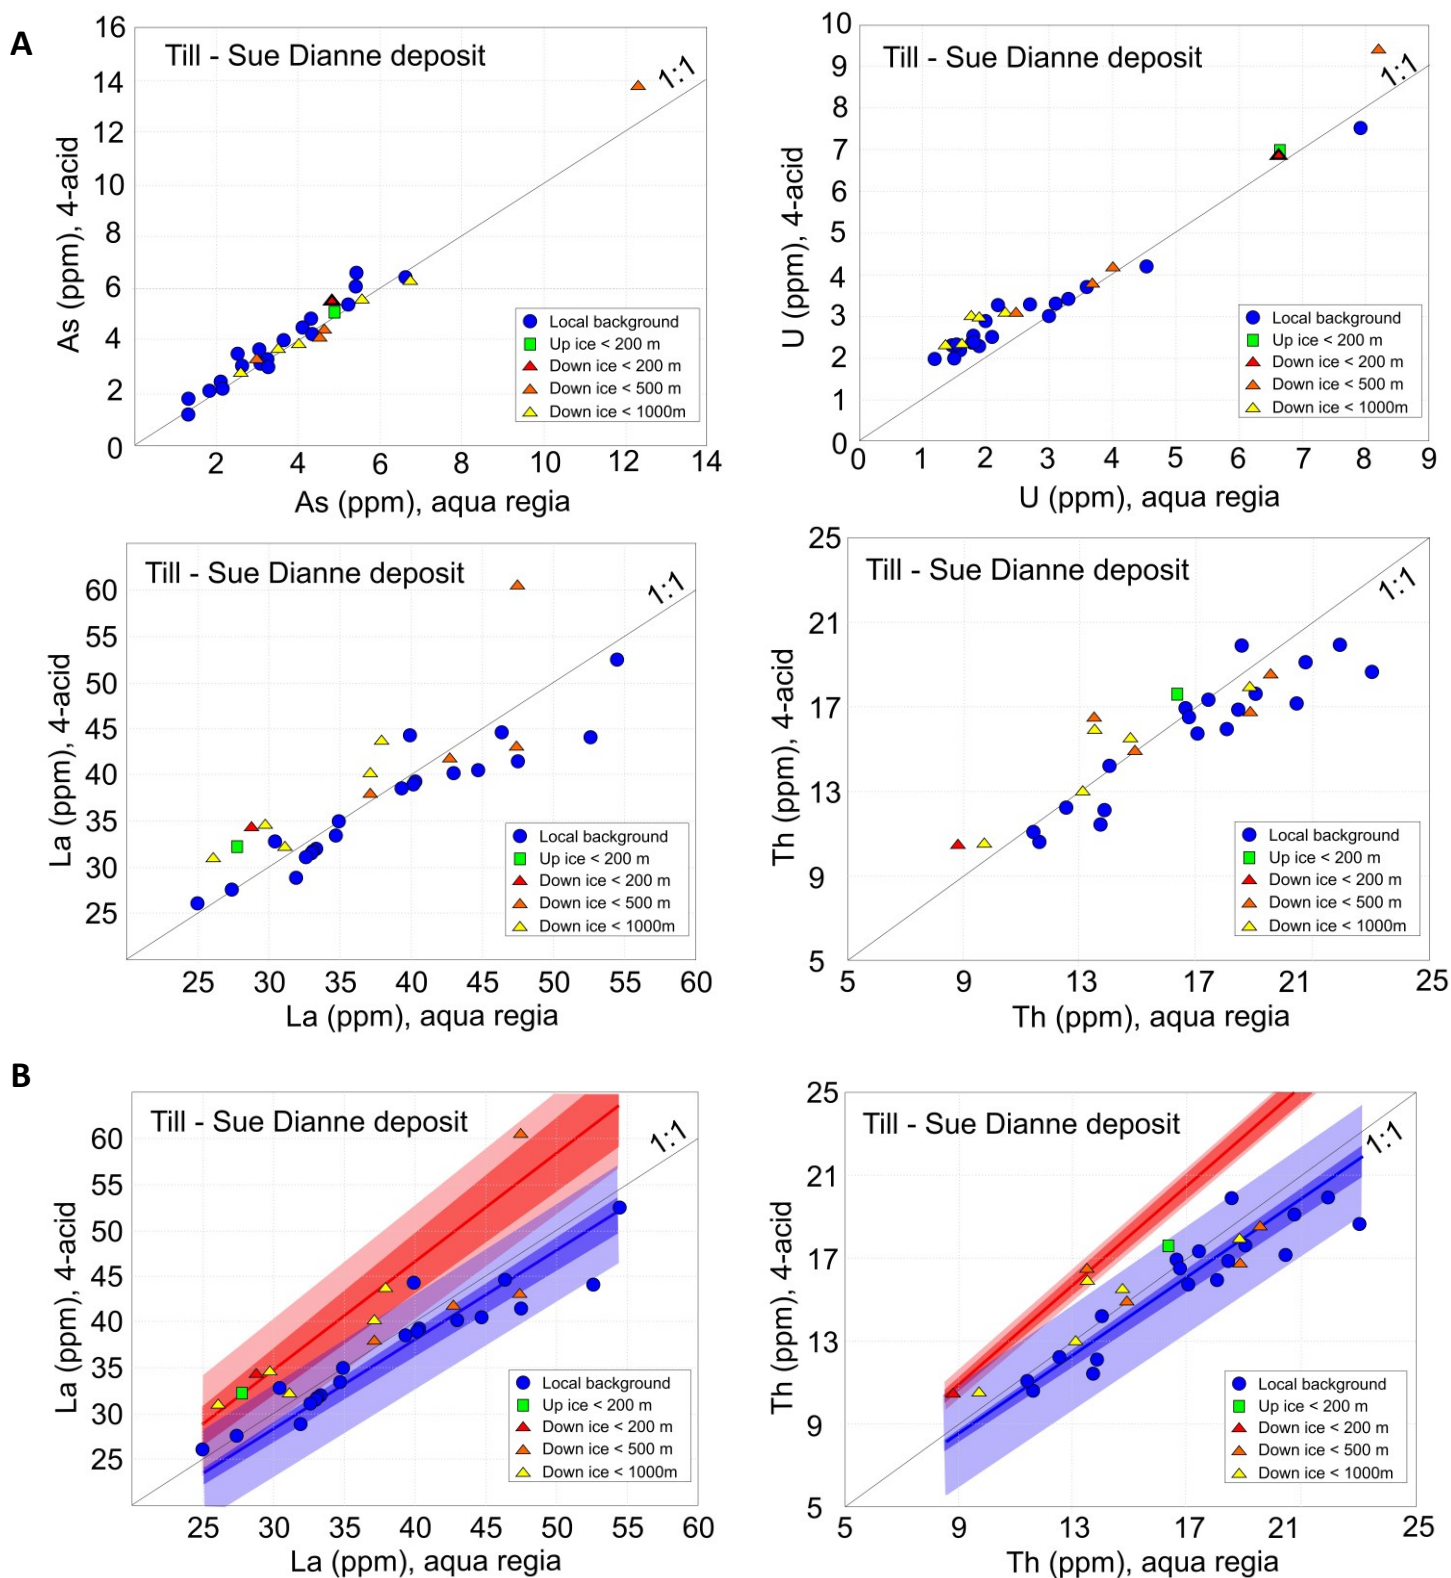 A
Till - Sue Dianne deposit
1:1
As (ppm), 4-acid
16
14
12
10
8
6
4
2
0
2 4 6 8 10 12 14
As (ppm), aqua regia
Local background
Up ice < 200 m
Down ice < 200 m
Down ice < 500 m
Down ice < 1000m
Till - Sue Dianne deposit
1:1
U (ppm), 4-acid
10
9
8
7
6
5
4
3
2
1
0
0 1 2 3 4 5 6 7 8 9
U (ppm), aqua regia
Local background
Up ice < 200 m
Down ice < 200 m
Down ice < 500 m
Down ice < 1000m
Till - Sue Dianne deposit
1:1
La (ppm), 4-acid
60
55
50
45
40
35
30
25
25 30 35 40 45 50 55 60
La (ppm), aqua regia
Local background
Up ice < 200 m
Down ice < 200 m
Down ice < 500 m
Down ice < 1000m
Till - Sue Dianne deposit
1:1
Th (ppm), 4-acid
25
21
17
13
9
5
5 9 13 17 21 25
Th (ppm), aqua regia
Local background
Up ice < 200 m
Down ice < 200 m
Down ice < 500 m
Down ice < 1000m
B
Till - Sue Dianne deposit
1:1
La (ppm), 4-acid
60
55
50
45
40
35
30
25
25 30 35 40 45 50 55 60
La (ppm), aqua regia
Local background
Up ice < 200 m
Down ice < 200 m
Down ice < 500 m
Down ice < 1000m
Till - Sue Dianne deposit
1:1
Th (ppm), 4-acid
25
21
17
13
9
5
5 9 13 17 21 25
Th (ppm), aqua regia
Local background
Up ice < 200 m
Down ice < 200 m
Down ice < 500 m
Down ice < 1000m